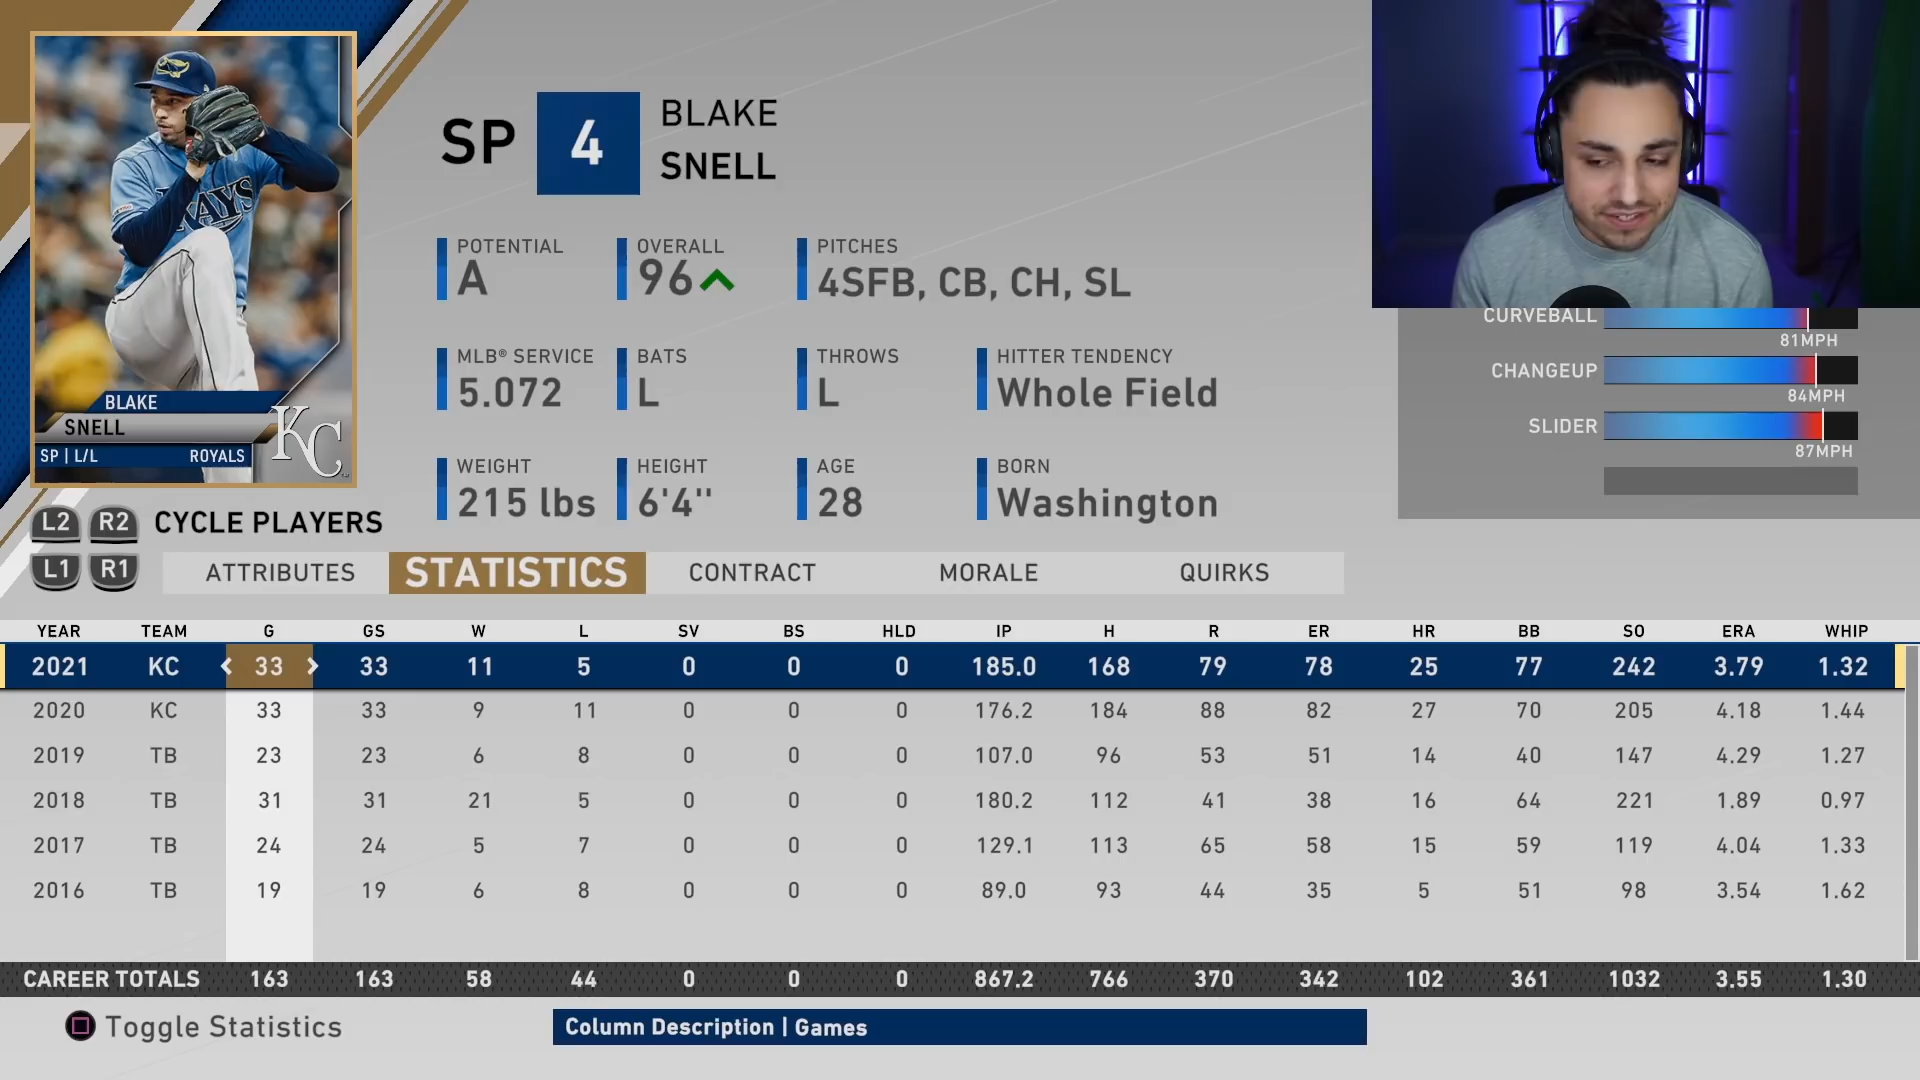 RAYS
BLAKE
SNELL
SP | L/L ROYALS
KC
SP 4 BLAKE
SNELL
POTENTIAL OVERALL PITCHES
A 96 4SFB, CB, CH, SL
MLB® SERVICE BATS THROWS HITTER TENDENCY
5.072 L L Whole Field
WEIGHT HEIGHT AGE BORN
215 lbs 6'4'' 28 Washington
CURVEBALL
81MPH
CHANGEUP
84MPH
SLIDER
87MPH
L2 R2 CYCLE PLAYERS
L1 R1 ATTRIBUTES STATISTICS CONTRACT MORALE QUIRKS
YEAR TEAM G GS W L SV BS HLD IP H R ER HR BB SO ERA WHIP
2021 KC 33 33 11 5 0 0 0 185.0 168 79 78 25 77 242 3.79 1.32
2020 KC 33 33 9 11 0 0 0 176.2 184 88 82 27 70 205 4.18 1.44
2019 TB 23 23 6 8 0 0 0 107.0 96 53 51 14 40 147 4.29 1.27
2018 TB 31 31 21 5 0 0 0 180.2 112 41 38 16 64 221 1.89 0.97
2017 TB 24 24 5 7 0 0 0 129.1 113 65 58 15 59 119 4.04 1.33
2016 TB 19 19 6 8 0 0 0 89.0 93 44 35 5 51 98 3.54 1.62
CAREER TOTALS 163 163 58 44 0 0 0 867.2 766 370 342 102 361 1032 3.55 1.30
Toggle Statistics
Column Description | Games